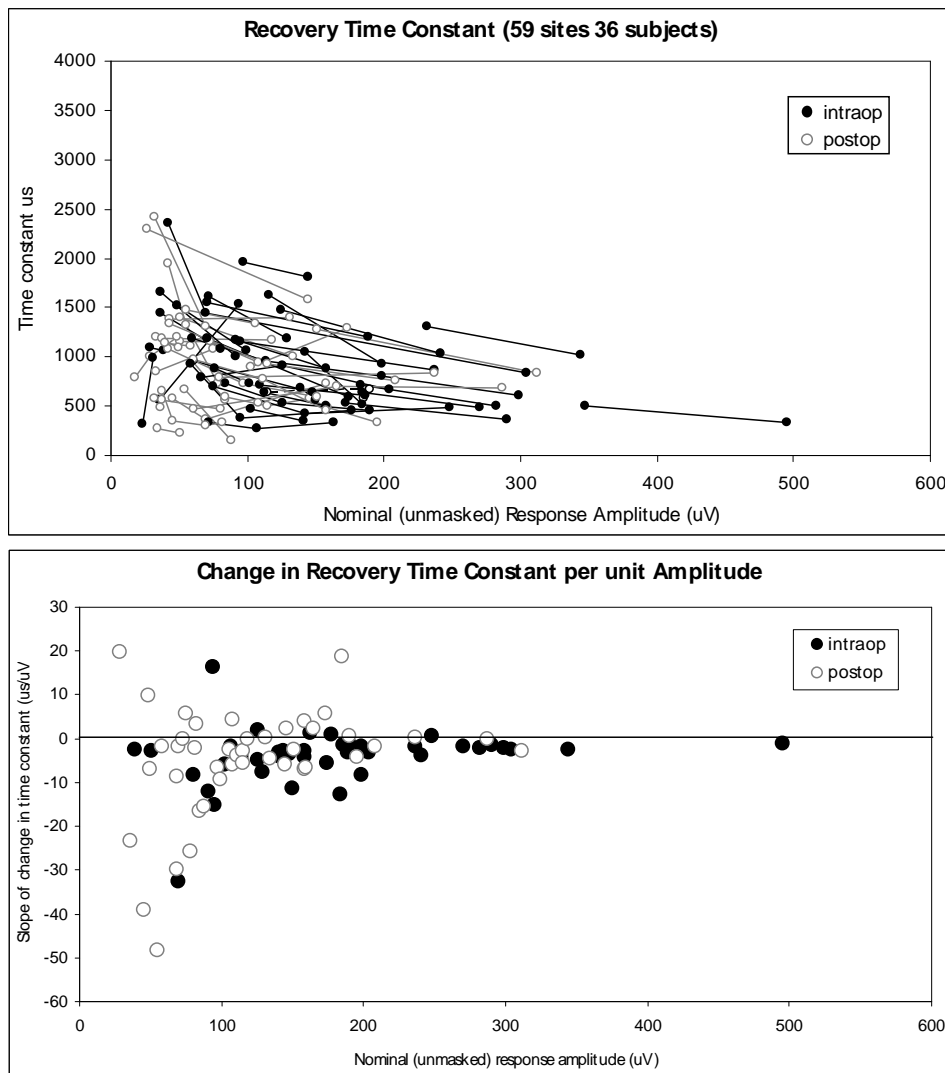 Recovery Time Constant (59 sites 36 subjects)
4000
3500
3000
2500
2000
1500
1000
500
0
Time constant us
intraop
postop
0 100 200 300 400 500 600
Nominal (unmasked) Response Amplitude (uV)
Change in Recovery Time Constant per unit Amplitude
30
20
10
0
-10
-20
-30
-40
-50
-60
Slope of change in time constant (us/uV
intraop
postop
0 100 200 300 400 500 600
Nominal (unmasked) response amplitude (uV)